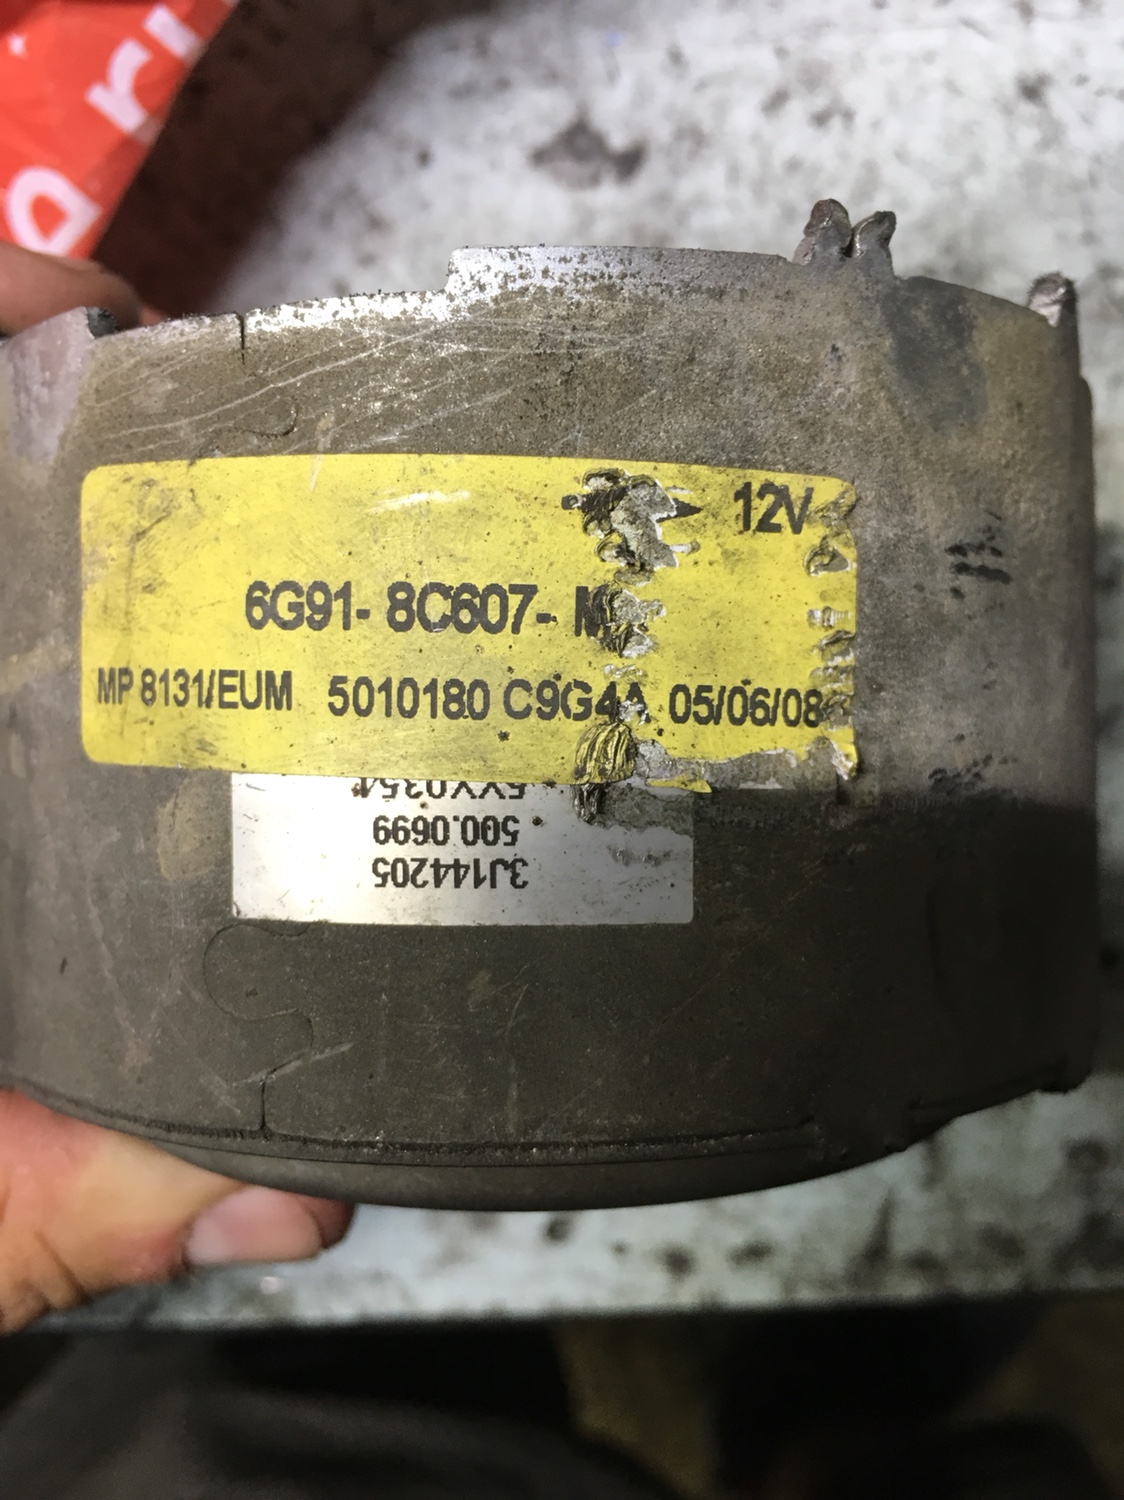 12V
6G91- 8C607-
MP 8131/EUM 5010180 C9G4A 05/06/08
3J144205
500.0699